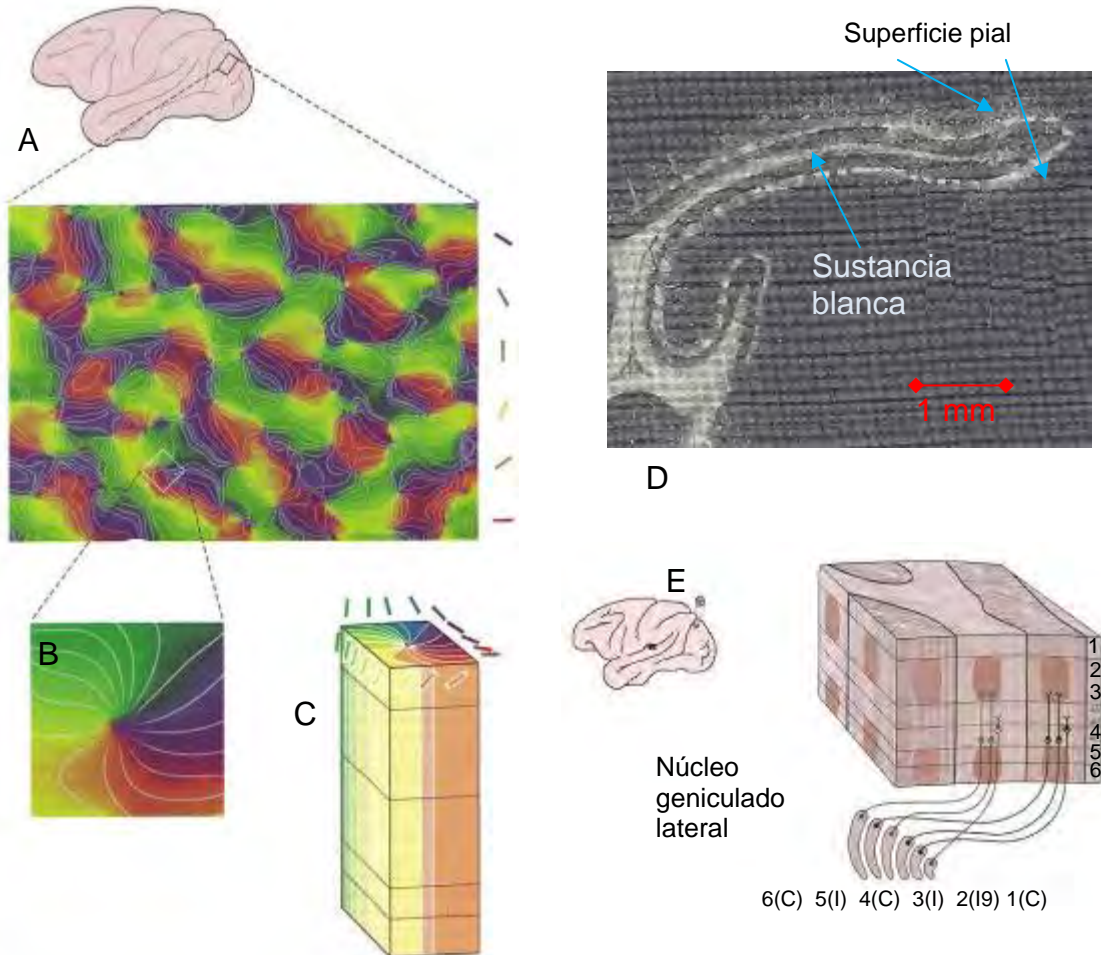 Superficie pial
A
Sustancia
blanca
1 mm
D
B
C
E
1
2
3
4
5
6
Núcleo
geniculado
lateral
6(C) 5(I) 4(C) 3(I) 2(I9) 1(C)